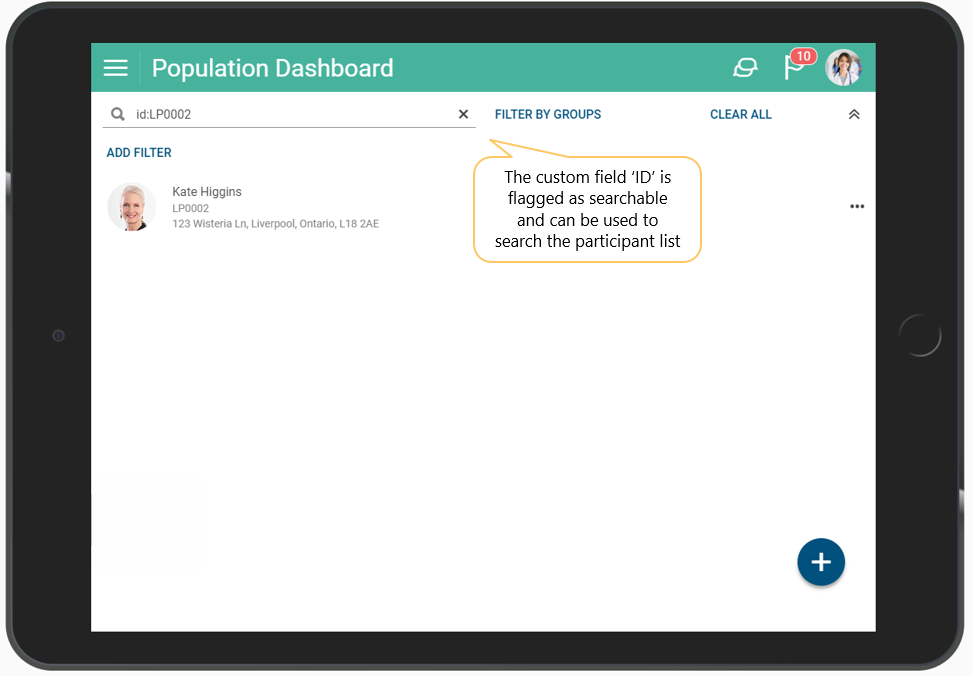 Population Dashboard
10
id:LP0002
FILTER BY GROUPS
CLEAR ALL
ADD FILTER
The custom field ‘ID’ is
flagged as searchable
and can be used to
search the participant list
Kate Higgins
LP0002
123 Wisteria Ln, Liverpool, Ontario, L18 2AE